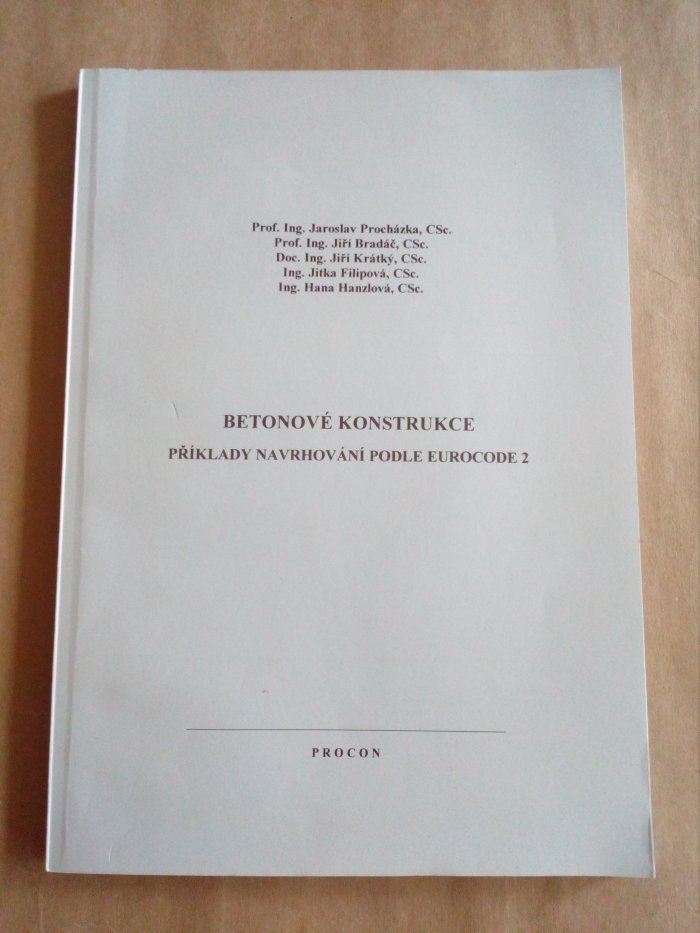 Prof. Ing. Jaroslav Procházka, CSc.
Prof. Ing. Jiří Bradáč, CSc.
Doc. Ing. Jiří Krátký, CSc.
Ing. Jitka Filipová, CSc.
Ing. Hana Hanzlová, CSc.
BETONOVÉ KONSTRUKCE
PŘÍKLADY NAVRHOVÁNÍ PODLE EUROCODE 2
PROCON